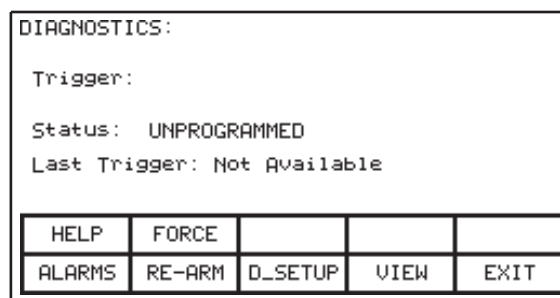 DIAGNOSTICS:
Trigger:
Status: UNPROGRAMMED
Last Trigger: Not Available
HELP FORCE
ALARMS RE-ARM D_SETUP VIEW EXIT